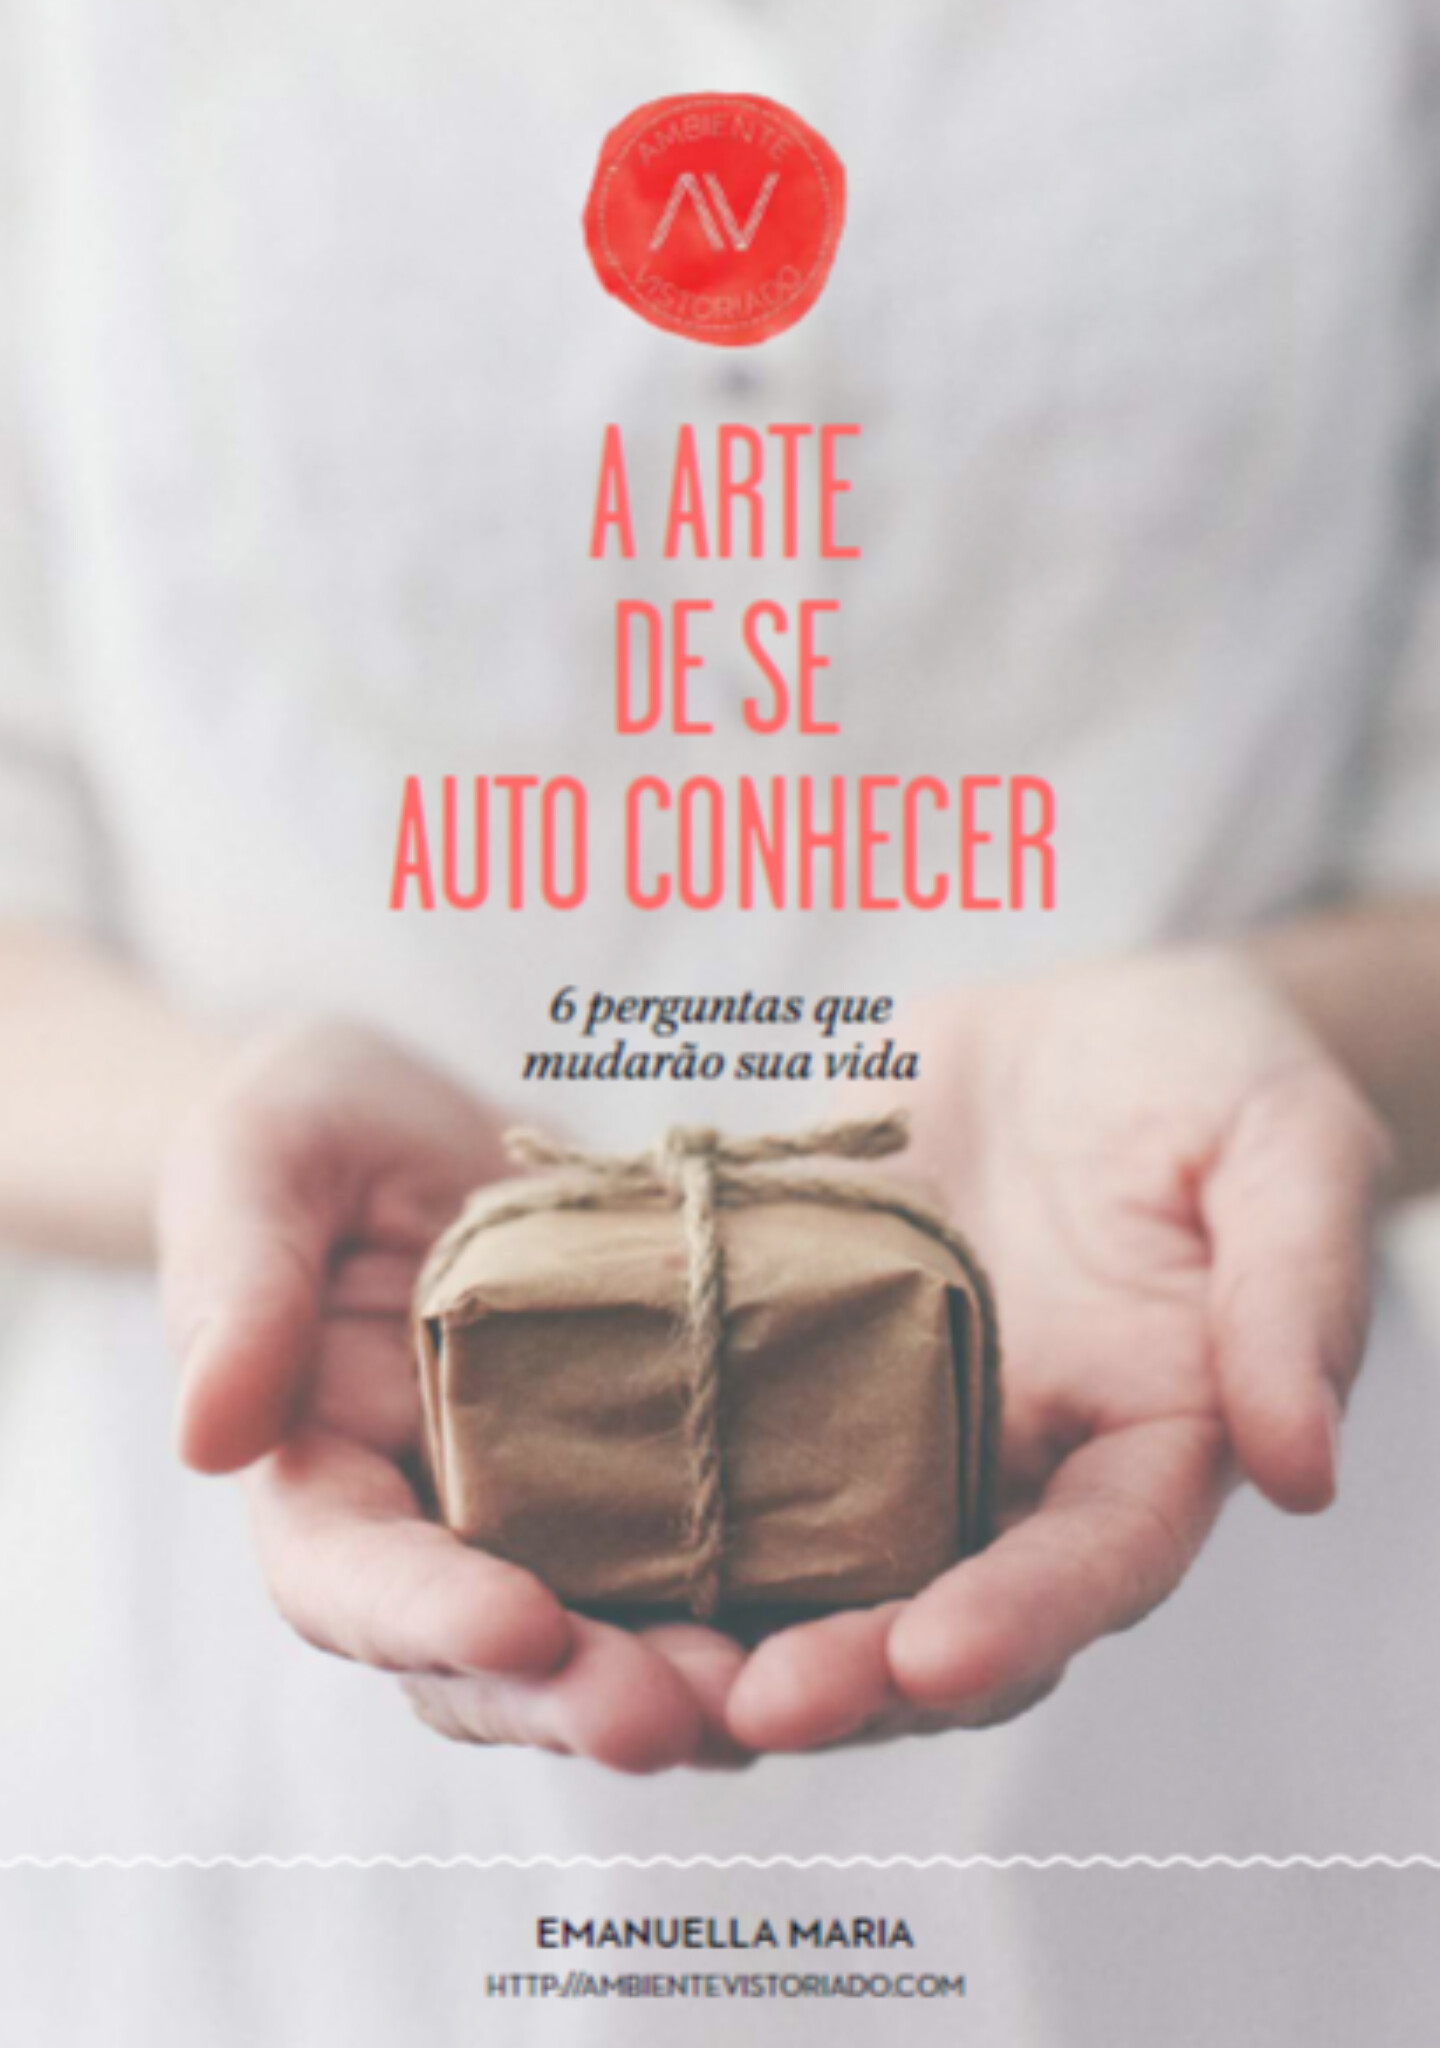 AMBIENTE
AV
VISTORIADO
A ARTE
DE SE
AUTO CONHECER
6 perguntas que
mudarão sua vida
EMANUELLA MARIA
HTTP://AMBIENTEVISTORIADO.COM